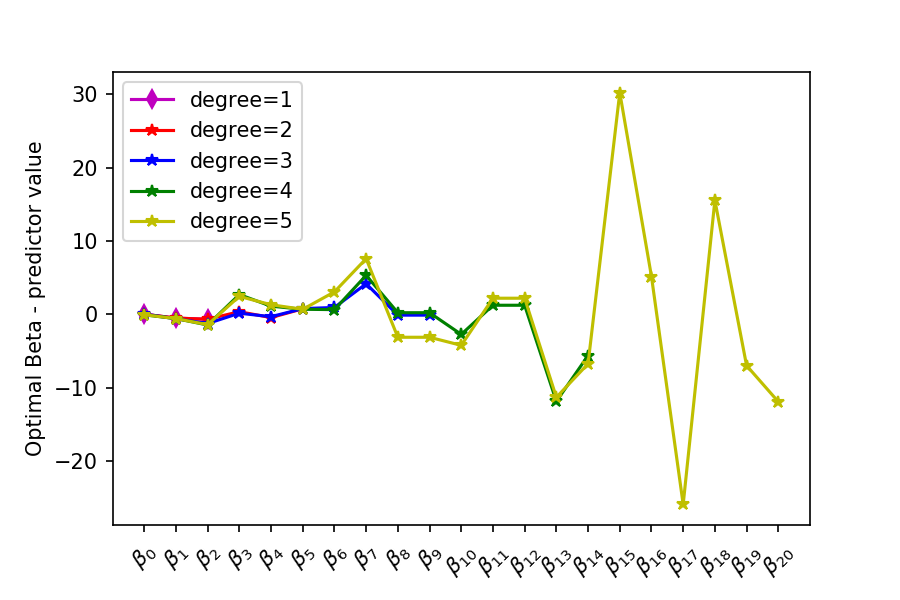 degree=1
degree=2
degree=3
degree=4
degree=5
Optimal Beta - predictor value
30
20
10
0
−10
−20
β₀ β₁ β₂ β₃ β₄ β₅ β₆ β₇ β₈ β₉ β₁₀ β₁₁ β₁₂ β₁₃ β₁₄ β₁₅ β₁₆ β₁₇ β₁₈ β₁₉ β₂₀